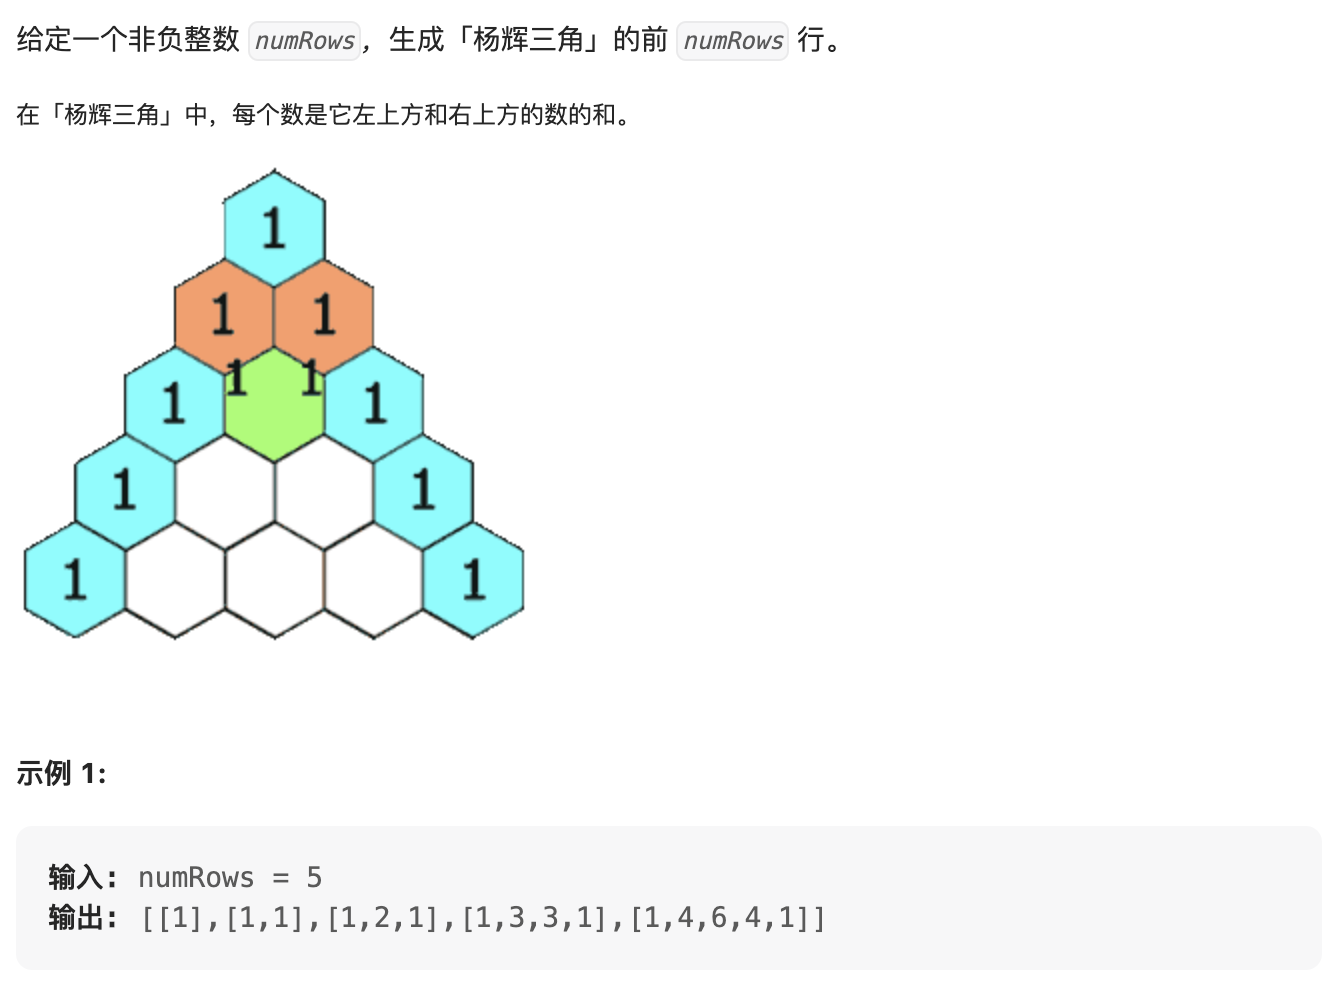 给定一个非负整数 numRows，生成「杨辉三角」的前 numRows 行。
在「杨辉三角」中，每个数是它左上方和右上方的数的和。
1
1 1
1 1 1 1
1 1
1 1
示例 1:
输入: numRows = 5
输出: [[1],[1,1],[1,2,1],[1,3,3,1],[1,4,6,4,1]]